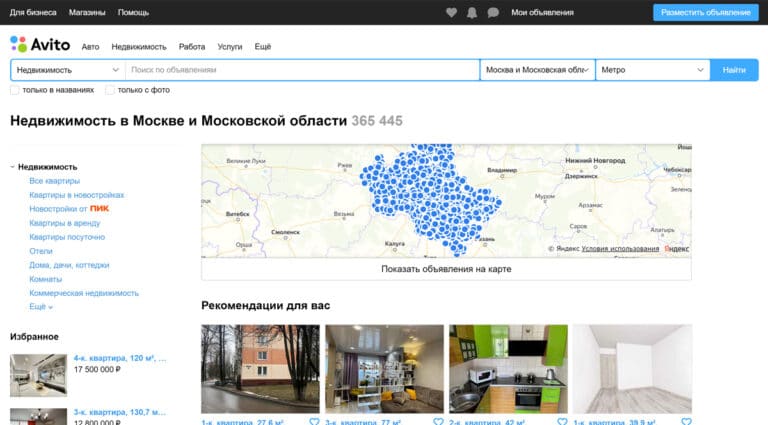 Для бизнеса Магазины Помощь Мои объявления Разместить объявление
Avito Авто Недвижимость Работа Услуги Ещё
Недвижимость Поиск по объявлениям Москва и Московская обл Метро Найти
только в названиях только с фото
Недвижимость в Москве и Московской области 365 445
Недвижимость
Все квартиры
Квартиры в новостройках
Новостройки от ПИК
Квартиры в аренду
Квартиры посуточно
Отели
Дома, дачи, коттеджи
Комнаты
Коммерческая недвижимость
Ещё
Избранное
4-к. квартира, 120 м², …
17 500 000 ₽
3-к. квартира, 130,7 м…
12 800 000 ₽
Великие Луки
Ржев
Йош
Нижний Новгород
Владимир
Дзержинск
Чебоксар
Муром
Арзамас
Витебск
Вязьма
Смоленск
Алатырь
Орша
Калуга
© Яндекс Условия использования Яндекс
Показать объявления на карте
Рекомендации для вас
1-к. квартира, 27,6 м²
3-к. квартира, 77 м²
2-к. квартира, 42 м²
1-к. квартира, 39,9 м²